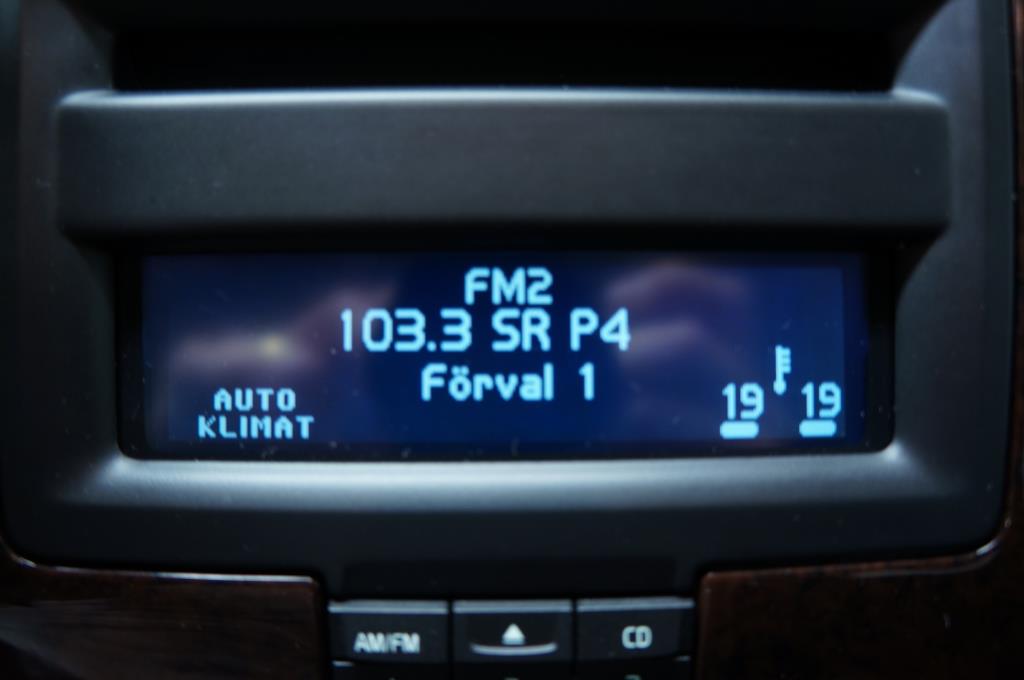 FM2
103.3 SR P4
Förval 1
AUTO
KLIMAT
19 19
AM/FM
CD